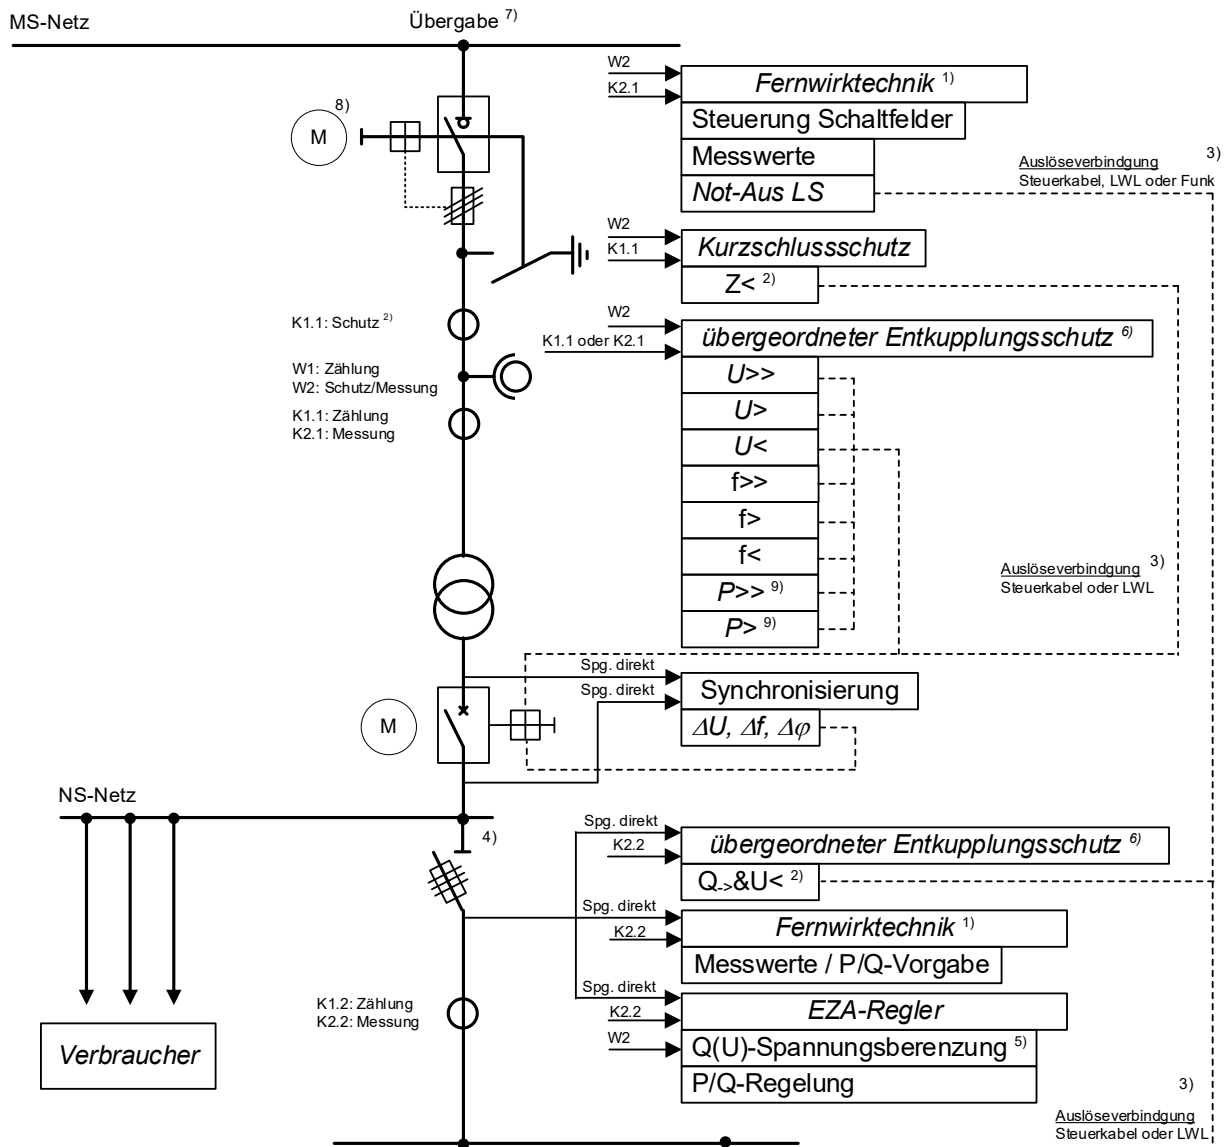 MS-Netz
Übergabe 7)
W2
K2.1
Fernwirktechnik 1)
Steuerung Schaltfelder
Messwerte
Not-Aus LS
Auslöseverbindgung 3)
Steuerkabel, LWL oder Funk
M 8)
W2
K1.1
Kurzschlussschutz
Z< 2)
K1.1: Schutz 2)
W1: Zählung
W2: Schutz/Messung
K1.1: Zählung
K2.1: Messung
W2
K1.1 oder K2.1
übergeordneter Entkupplungsschutz 6)
U>>
U>
U<
f>>
f>
f<
P>> 9)
P> 9)
Auslöseverbindgung 3)
Steuerkabel oder LWL
Spg. direkt
Spg. direkt
Synchronisierung
ΔU, Δf, Δφ
M
NS-Netz
4)
Spg. direkt
K2.2
übergeordneter Entkupplungsschutz 6)
Q->&U< 2)
Spg. direkt
K2.2
Fernwirktechnik 1)
Messwerte / P/Q-Vorgabe
Spg. direkt
K2.2
W2
EZA-Regler
Q(U)-Spannungsberenzung 5)
P/Q-Regelung
K1.2: Zählung
K2.2: Messung
Verbraucher
3)
Auslöseverbindgung
Steuerkabel oder LWL